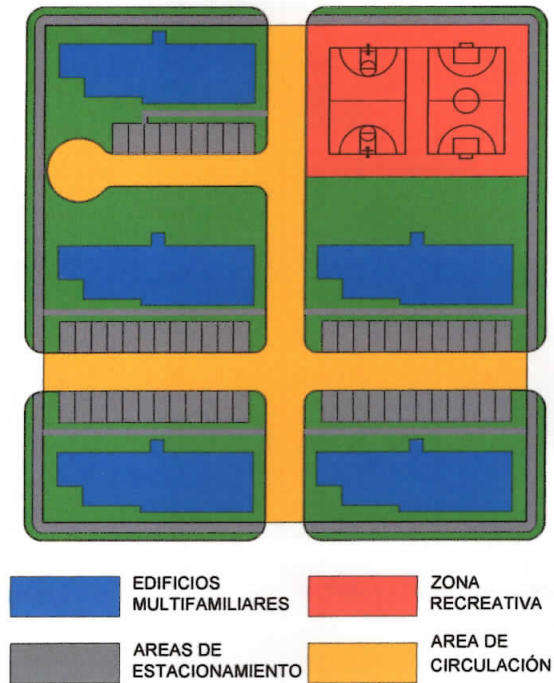 EDIFICIOS
MULTIFAMILIARES
ZONA
RECREATIVA
AREAS DE
ESTACIONAMIENTO
AREA DE
CIRCULACIÓN